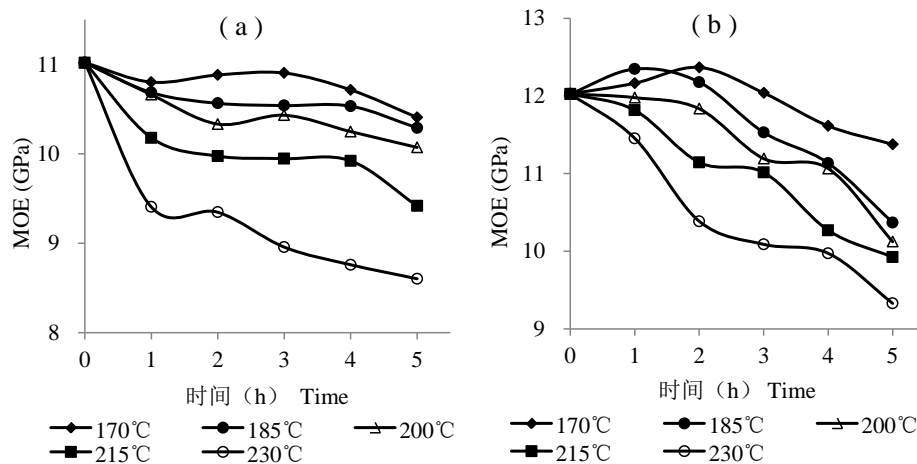 ( a )
MOE (GPa)
11
10
9
8
0 1 2 3 4 5
时间（h） Time
170℃ 185℃ 200℃
215℃ 230℃
( b )
MOE (GPa)
13
12
11
10
9
0 1 2 3 4 5
时间（h） Time
170℃ 185℃ 200℃
215℃ 230℃